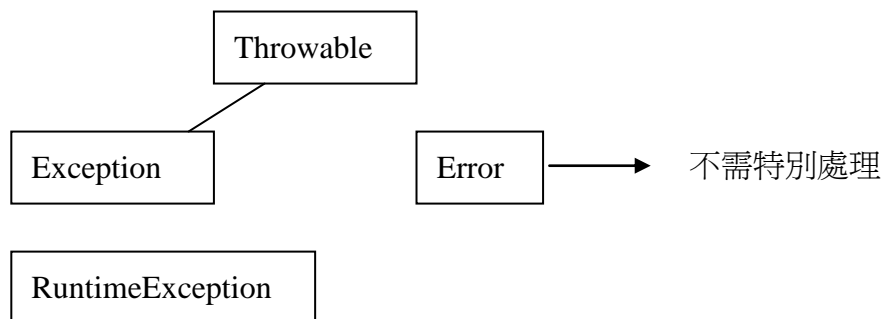 Throwable
Exception
Error
不需特別處理
RuntimeException